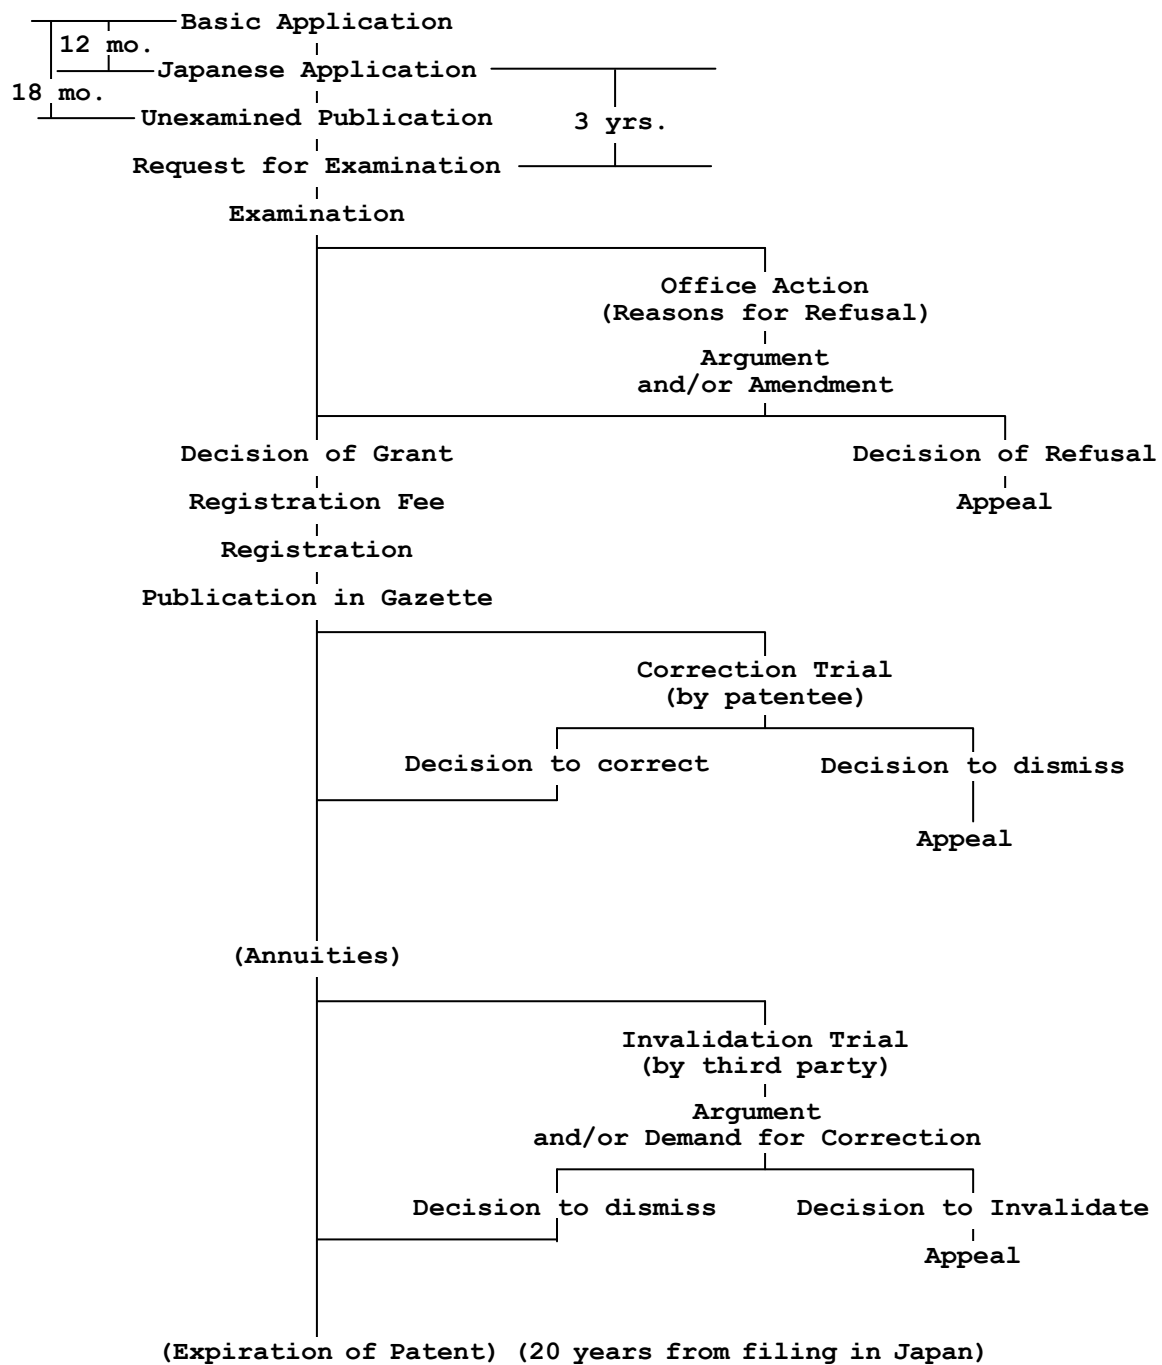 Basic Application
12 mo.
Japanese Application
18 mo.
Unexamined Publication
3 yrs.
Request for Examination
Examination
Office Action
(Reasons for Refusal)
Argument
and/or Amendment
Decision of Grant
Decision of Refusal
Registration Fee
Appeal
Registration
Publication in Gazette
Correction Trial
(by patentee)
Decision to correct
Decision to dismiss
Appeal
(Annuities)
Invalidation Trial
(by third party)
Argument
and/or Demand for Correction
Decision to dismiss
Decision to Invalidate
Appeal
(Expiration of Patent) (20 years from filing in Japan)